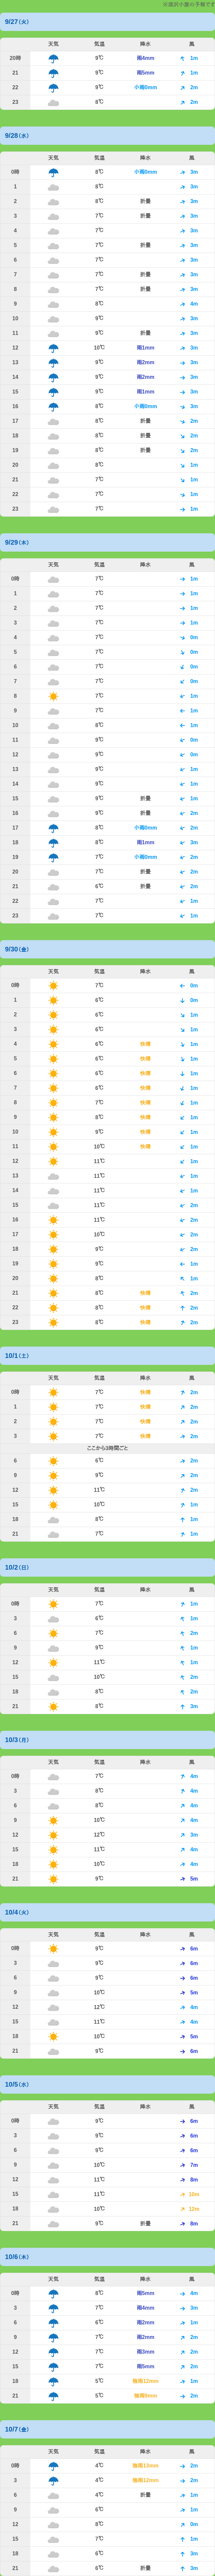 ※涸沢小屋の予報です
9/27(火)
天気 気温 降水 風
20時 9℃ 雨4mm 1m
21 9℃ 雨5mm 1m
22 9℃ 小雨0mm 2m
23 8℃ 2m
9/28(水)
天気 気温 降水 風
0時 8℃ 小雨0mm 3m
1 8℃ 3m
2 8℃ 折畳 3m
3 7℃ 折畳 3m
4 7℃ 3m
5 7℃ 折畳 3m
6 7℃ 3m
7 7℃ 折畳 3m
8 7℃ 折畳 3m
9 8℃ 4m
10 9℃ 3m
11 9℃ 折畳 3m
12 10℃ 雨1mm 3m
13 9℃ 雨2mm 3m
14 9℃ 雨2mm 3m
15 9℃ 雨1mm 3m
16 8℃ 小雨0mm 3m
17 8℃ 折畳 2m
18 8℃ 折畳 2m
19 8℃ 折畳 2m
20 8℃ 1m
21 7℃ 1m
22 7℃ 1m
23 7℃ 1m
9/29(木)
天気 気温 降水 風
0時 7℃ 1m
1 7℃ 1m
2 7℃ 1m
3 7℃ 1m
4 7℃ 0m
5 7℃ 0m
6 7℃ 0m
7 7℃ 0m
8 7℃ 1m
9 7℃ 1m
10 8℃ 1m
11 9℃ 0m
12 9℃ 0m
13 9℃ 1m
14 9℃ 1m
15 9℃ 折畳 1m
16 9℃ 折畳 2m
17 8℃ 小雨0mm 2m
18 8℃ 雨1mm 3m
19 7℃ 小雨0mm 2m
20 7℃ 折畳 2m
21 6℃ 折畳 2m
22 7℃ 1m
23 7℃ 1m
9/30(金)
天気 気温 降水 風
0時 7℃ 0m
1 6℃ 0m
2 6℃ 1m
3 6℃ 1m
4 6℃ 快晴 1m
5 6℃ 快晴 1m
6 6℃ 快晴 1m
7 6℃ 快晴 1m
8 7℃ 快晴 1m
9 8℃ 快晴 1m
10 9℃ 快晴 1m
11 10℃ 快晴 1m
12 11℃ 1m
13 11℃ 1m
14 11℃ 1m
15 11℃ 2m
16 11℃ 2m
17 10℃ 2m
18 9℃ 2m
19 9℃ 1m
20 8℃ 1m
21 8℃ 快晴 2m
22 8℃ 快晴 2m
23 8℃ 快晴 2m
10/1(土)
天気 気温 降水 風
0時 7℃ 快晴 2m
1 7℃ 快晴 2m
2 7℃ 快晴 2m
3 7℃ 快晴 2m
ここから3時間ごと
6 6℃ 2m
9 9℃ 2m
12 11℃ 2m
15 10℃ 1m
18 8℃ 1m
21 7℃ 1m
10/2(日)
天気 気温 降水 風
0時 7℃ 1m
3 6℃ 1m
6 7℃ 2m
9 9℃ 1m
12 11℃ 1m
15 10℃ 2m
18 8℃ 2m
21 8℃ 3m
10/3(月)
天気 気温 降水 風
0時 7℃ 4m
3 8℃ 4m
6 8℃ 4m
9 10℃ 4m
12 12℃ 3m
15 11℃ 4m
18 10℃ 4m
21 9℃ 5m
10/4(火)
天気 気温 降水 風
0時 9℃ 6m
3 9℃ 6m
6 9℃ 6m
9 10℃ 5m
12 12℃ 4m
15 11℃ 4m
18 10℃ 5m
21 9℃ 6m
10/5(水)
天気 気温 降水 風
0時 9℃ 6m
3 9℃ 6m
6 9℃ 6m
9 10℃ 7m
12 11℃ 8m
15 11℃ 10m
18 10℃ 12m
21 9℃ 折畳 8m
10/6(木)
天気 気温 降水 風
0時 8℃ 雨5mm 4m
3 7℃ 雨4mm 3m
6 6℃ 雨2mm 1m
9 7℃ 雨2mm 2m
12 7℃ 雨3mm 2m
15 7℃ 雨5mm 2m
18 5℃ 強雨11mm 1m
21 5℃ 強雨8mm 2m
10/7(金)
天気 気温 降水 風
0時 4℃ 強雨13mm 2m
3 4℃ 強雨12mm 2m
6 4℃ 折畳 1m
9 6℃ 1m
12 8℃ 0m
15 7℃ 1m
18 6℃ 3m
21 6℃ 折畳 3m